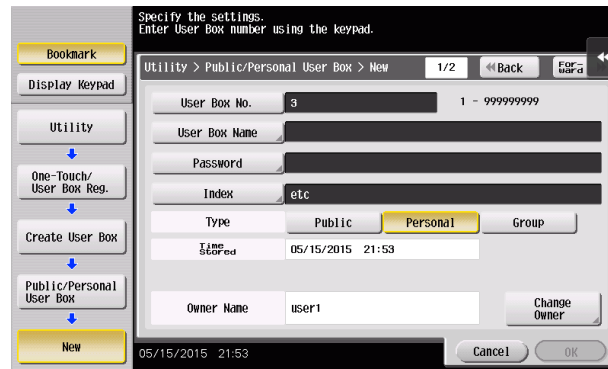 Specify the settings.
Enter User Box number using the keypad.
Bookmark
Display Keypad
Utility
One-Touch/
User Box Reg.
Create User Box
Public/Personal
User Box
New
Utility > Public/Personal User Box > New
1/2
Back
For-
ward
User Box No.
3
1 - 999999999
User Box Name
Password
Index
etc
Type
Public
Personal
Group
Time
Stored
05/15/2015 21:53
Owner Name
user1
Change
Owner
05/15/2015 21:53
Cancel
OK